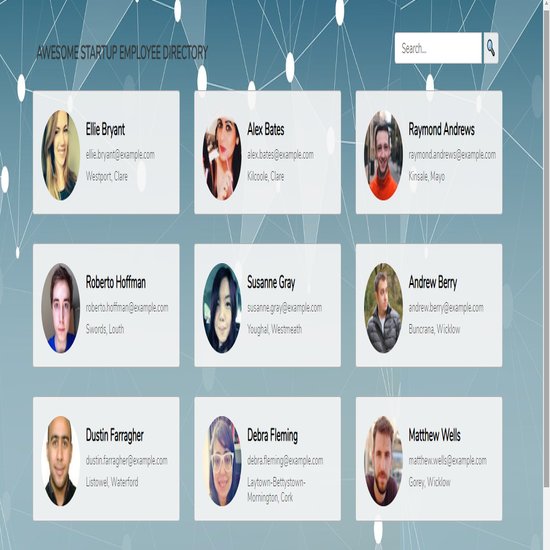 AWESOME STARTUP EMPLOYEE DIRECTORY
Search...
Ellie Bryant
ellie.bryant@example.com
Westport, Clare
Alex Bates
alex.bates@example.com
Kilcoole, Clare
Raymond Andrews
raymond.andrews@example.com
Kinsale, Mayo
Roberto Hoffman
roberto.hoffman@example.com
Swords, Louth
Susanne Gray
susanne.gray@example.com
Youghal, Westmeath
Andrew Berry
andrew.berry@example.com
Buncrana, Wicklow
Dustin Farragher
dustin.farragher@example.com
Listowel, Waterford
Debra Fleming
debra.fleming@example.com
Laytown-Bettystown-
Mornington, Cork
Matthew Wells
matthew.wells@example.com
Gorey, Wicklow